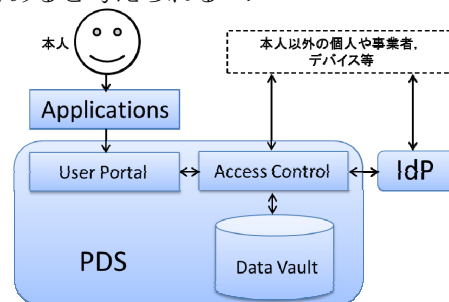 本人
本人以外の個人や事業者,
デバイス等
Applications
User Portal
Access Control
IdP
PDS
Data Vault